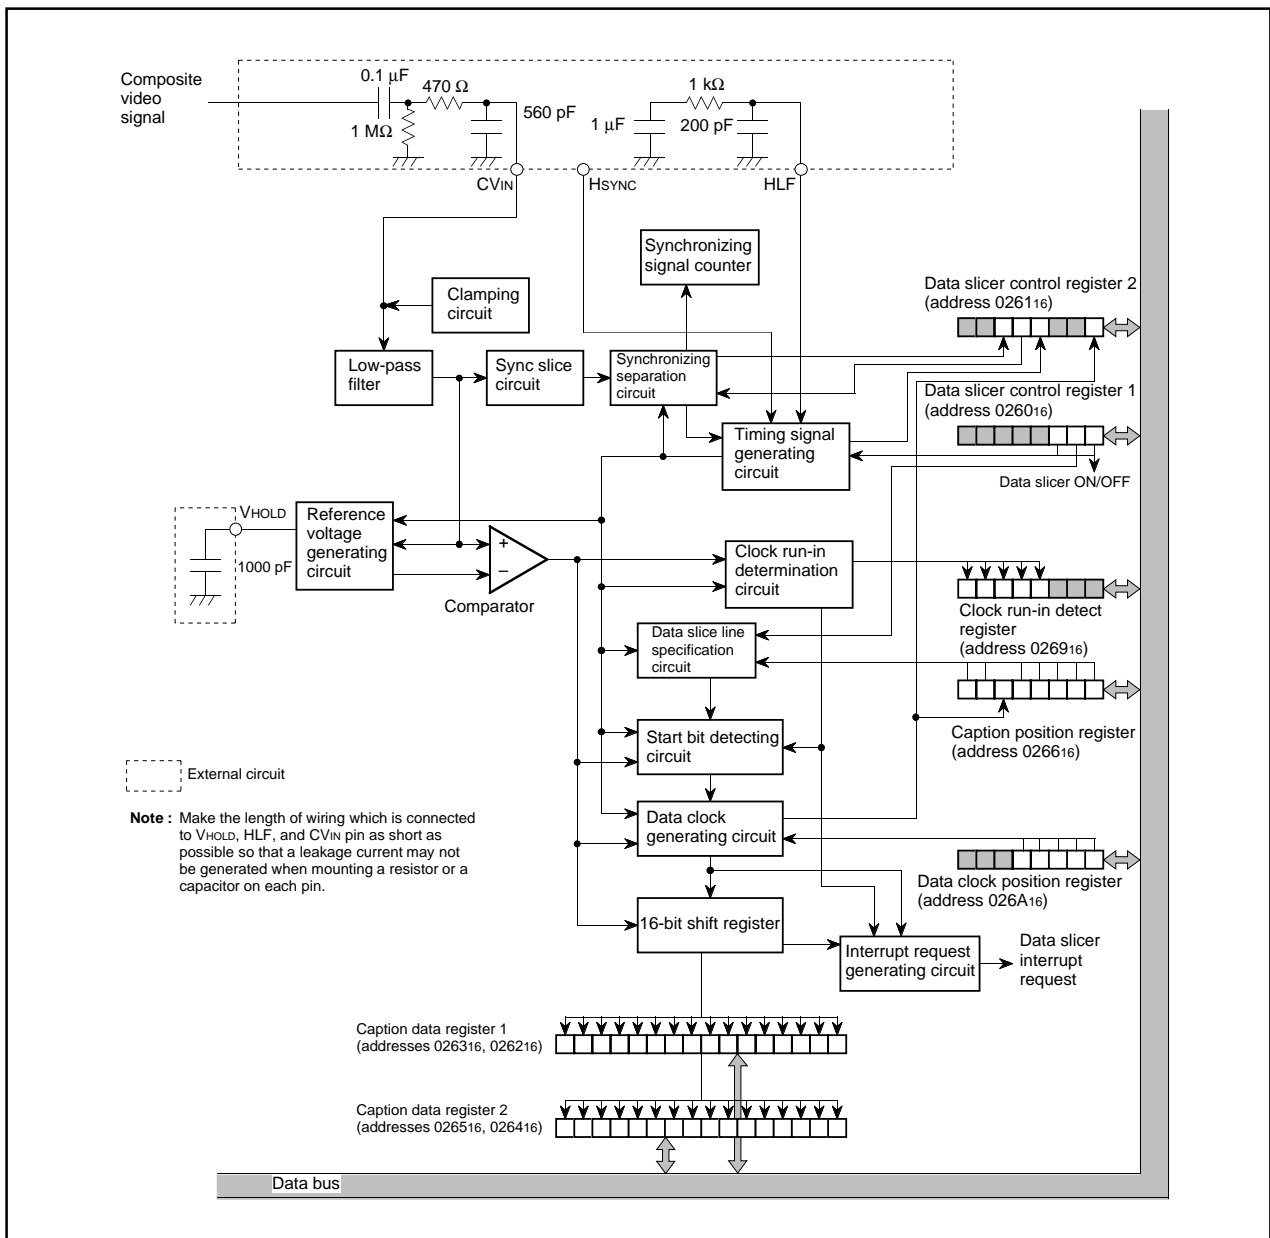 Composite
video
signal
0.1 µF
470 Ω
1 MΩ
560 pF
1 kΩ
1 µF
200 pF
CVIN
HSYNC
HLF
Synchronizing
signal counter
Clamping
circuit
Low-pass
filter
Sync slice
circuit
Synchronizing
separation
circuit
Timing signal
generating
circuit
Data slicer control register 2
(address 026116)
Data slicer control register 1
(address 026016)
Data slicer ON/OFF
VHOLD
1000 pF
Reference
voltage
generating
circuit
+
–
Comparator
Clock run-in
determination
circuit
Clock run-in detect
register
(address 026916)
Data slice line
specification
circuit
Caption position register
(address 026616)
Start bit detecting
circuit
Data clock
generating circuit
Data clock position register
(address 026A16)
16-bit shift register
Interrupt request
generating circuit
Data slicer
interrupt
request
External circuit
Note : Make the length of wiring which is connected
to VHOLD, HLF, and CVIN pin as short as
possible so that a leakage current may not
be generated when mounting a resistor or a
capacitor on each pin.
Caption data register 1
(addresses 026316, 026216)
Caption data register 2
(addresses 026516, 026416)
Data bus